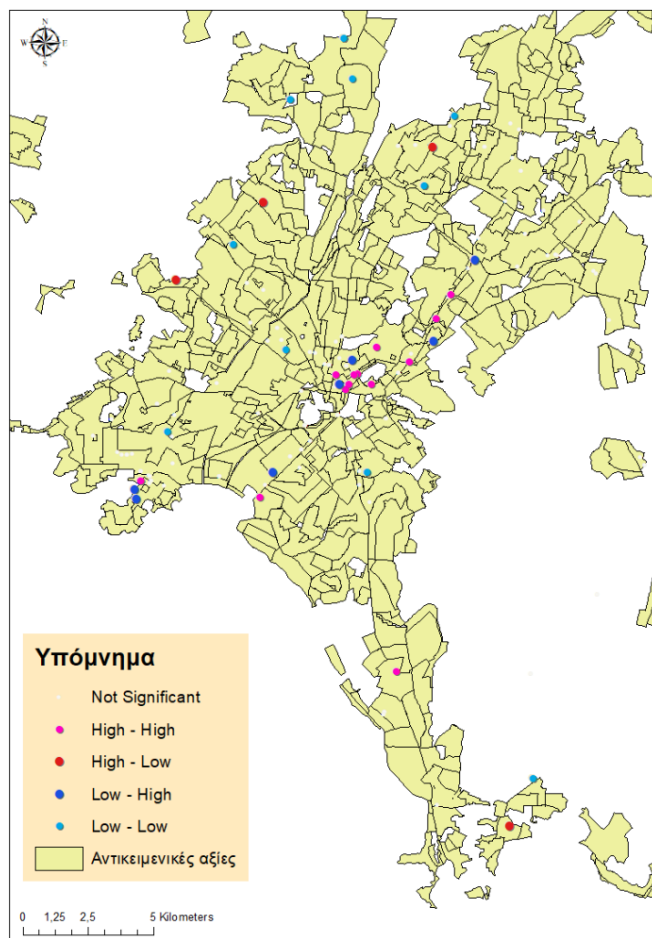 N
W E
S
Υπόμνημα
Not Significant
High - High
High - Low
Low - High
Low - Low
Αντικειμενικές αξίες
0 1,25 2,5 5 Kilometers